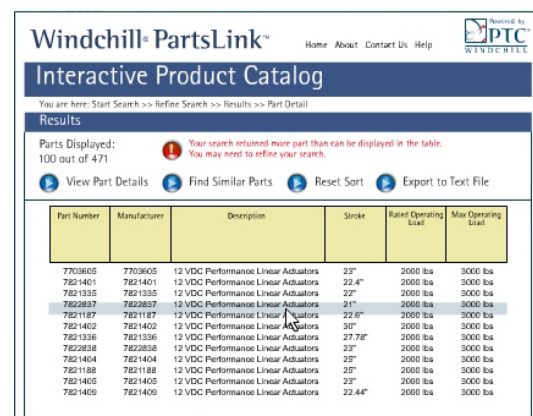 Windchill® PartsLink™
Home About Contact Us Help
Powered by
PTC®
WINDCHILL
Interactive Product Catalog
You are here: Start Search >> Refine Search >> Results >> Part Detail
Results
Parts Displayed:
100 out of 471
Your search returned more part than can be displayed in the table.
You may need to refine your search.
View Part Details Find Similar Parts Reset Sort Export to Text File
Part Number Manufacturer Description Stroke Rated Operating Load Max Operating Load
7703605 7703605 12 VDC Performance Linear Actuators 23" 2000 lbs 3000 lbs
7821401 7821401 12 VDC Performance Linear Actuators 22.4" 2000 lbs 3000 lbs
7821335 7821335 12 VDC Performance Linear Actuators 22" 2000 lbs 3000 lbs
7822837 7822837 12 VDC Performance Linear Actuators 21" 2000 lbs 3000 lbs
7821187 7821187 12 VDC Performance Linear Actuators 22.6" 2000 lbs 3000 lbs
7821402 7821402 12 VDC Performance Linear Actuators 30" 2000 lbs 3000 lbs
7821336 7821336 12 VDC Performance Linear Actuators 27.78" 2000 lbs 3000 lbs
7822838 7822838 12 VDC Performance Linear Actuators 23" 2000 lbs 3000 lbs
7821404 7821404 12 VDC Performance Linear Actuators 25" 2000 lbs 3000 lbs
7821188 7821188 12 VDC Performance Linear Actuators 25" 2000 lbs 3000 lbs
7821405 7821405 12 VDC Performance Linear Actuators 23" 2000 lbs 3000 lbs
7821409 7821409 12 VDC Performance Linear Actuators 22.44" 2000 lbs 3000 lbs